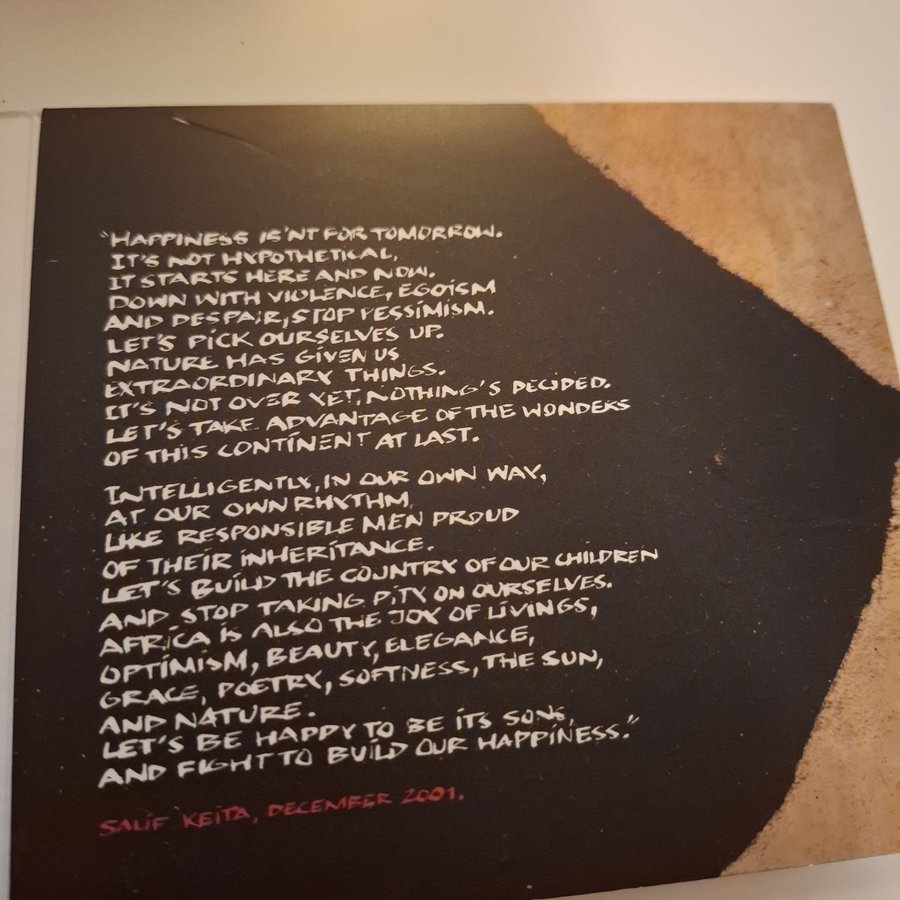 "HAPPINESS IS'NT FOR TOMORROW.
IT'S NOT HYPOTHETICAL,
IT STARTS HERE AND NOW.
DOWN WITH VIOLENCE, EGOISM
AND DESPAIR, STOP PESSIMISM.
LET'S PICK OURSELVES UP.
NATURE HAS GIVEN US
EXTRAORDINARY THINGS.
IT'S NOT OVER YET, NOTHING'S DECIDED.
LET'S TAKE ADVANTAGE OF THE WONDERS
OF THIS CONTINENT AT LAST.
INTELLIGENTLY, IN OUR OWN WAY,
AT OUR OWN RHYTHM,
LIKE RESPONSIBLE MEN PROUD
OF THEIR INHERITANCE.
LET'S BUILD THE COUNTRY OF OUR CHILDREN
AND STOP TAKING PITY ON OURSELVES.
AFRICA IS ALSO THE JOY OF LIVINGS,
OPTIMISM, BEAUTY, ELEGANCE,
GRACE, POETRY, SOFTNESS, THE SUN,
AND NATURE.
LET'S BE HAPPY TO BE ITS SONS,
AND FIGHT TO BUILD OUR HAPPINESS."
SALIF KEITA, DECEMBER 2001.